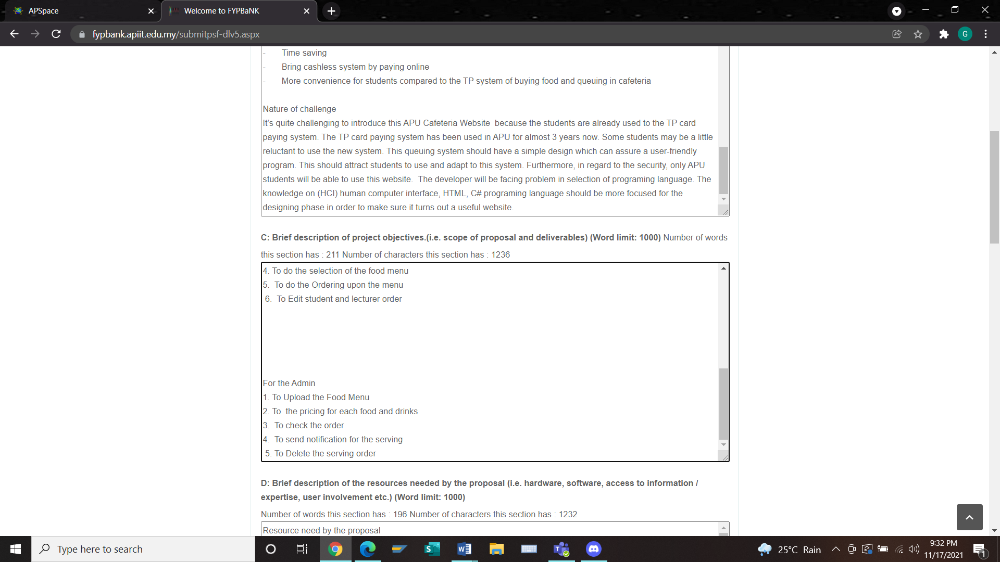 APSpace
Welcome to FYPBaNK
fypbank.apiit.edu.my/submitpsf-dlv5.aspx
G
- Time saving
- Bring cashless system by paying online
- More convenience for students compared to the TP system of buying food and queuing in cafeteria
Nature of challenge
It's quite challenging to introduce this APU Cafeteria Website  because the students are already used to the TP card
paying system. The TP card paying system has been used in APU for almost 3 years now. Some students may be a little
reluctant to use the new system. This queuing system should have a simple design which can assure a user-friendly
program. This should attract students to use and adapt to this system. Furthermore, in regard to the security, only APU
students will be able to use this website.  The developer will be facing problem in selection of programing language. The
knowledge on (HCI) human computer interface, HTML, C# programing language should be more focused for the
designing phase in order to make sure it turns out a useful website.
C: Brief description of project objectives.(i.e. scope of proposal and deliverables) (Word limit: 1000) Number of words
this section has : 211 Number of characters this section has : 1236
4. To do the selection of the food menu
5.  To do the Ordering upon the menu
6.  To Edit student and lecturer order
For the Admin
1. To Upload the Food Menu
2. To  the pricing for each food and drinks
3.  To check the order
4.  To send notification for the serving
5. To Delete the serving order
D: Brief description of the resources needed by the proposal (i.e. hardware, software, access to information /
expertise, user involvement etc.) (Word limit: 1000)
Number of words this section has : 196 Number of characters this section has : 1232
Resource need by the proposal
Type here to search
25°C Rain
9:32 PM
11/17/2021
1